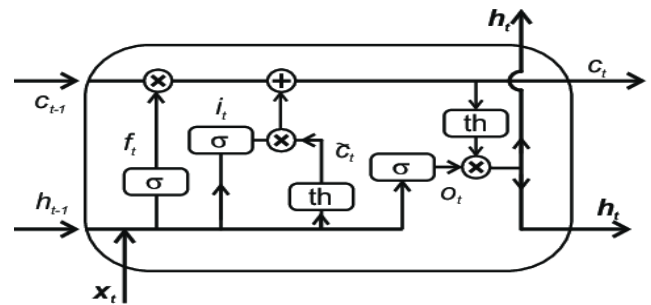 h_t
c_{t-1}
c_t
f_t
i_t
σ
c̃_t
th
σ
σ
th
o_t
h_{t-1}
h_t
x_t